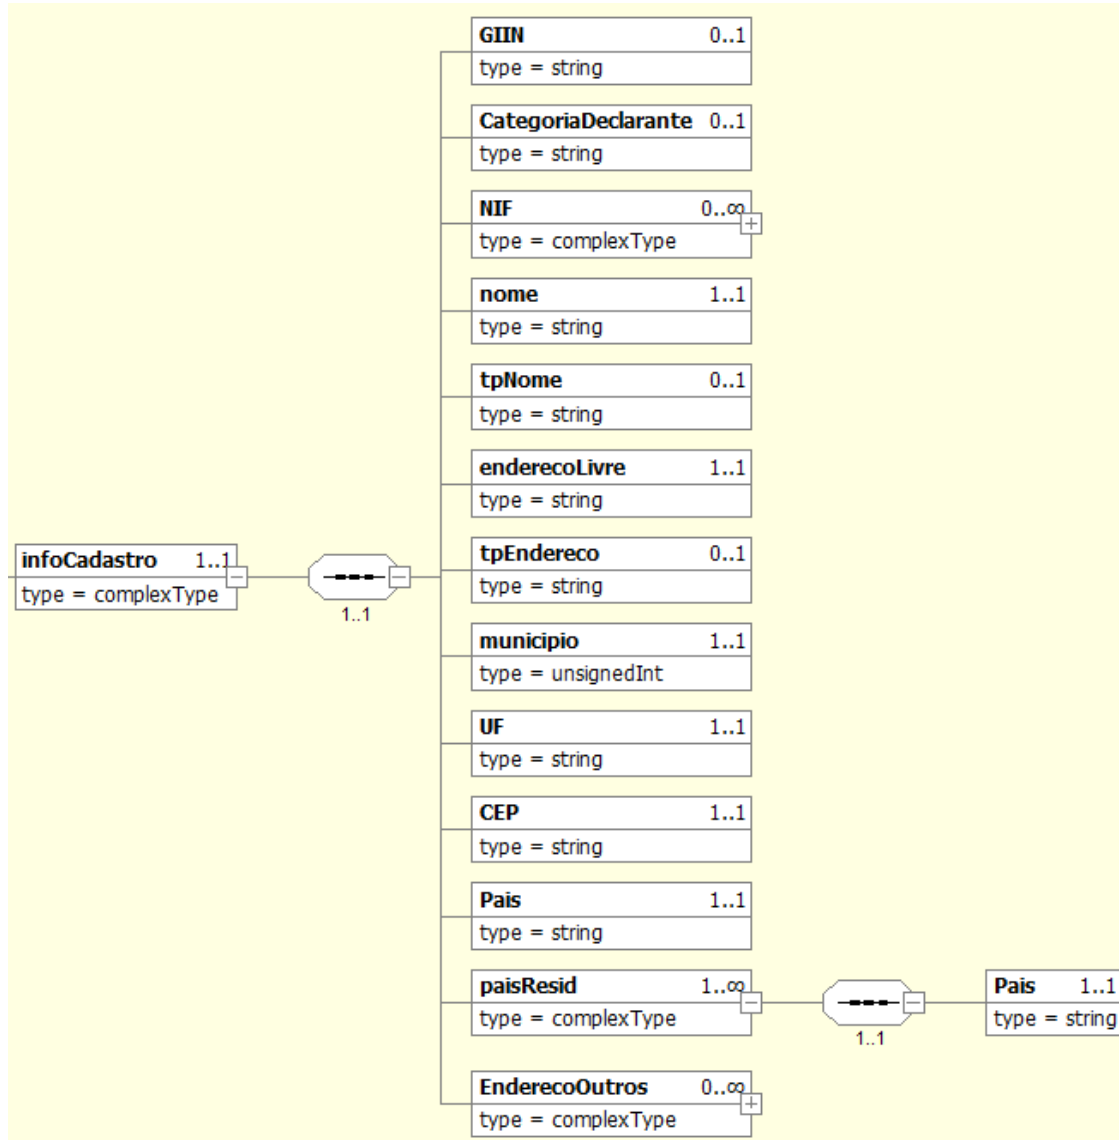 GIIN 0..1
type = string
CategoriaDeclarante 0..1
type = string
NIF 0..∞
type = complexType
nome 1..1
type = string
tpNome 0..1
type = string
enderecoLivre 1..1
type = string
infoCadastro 1..1
type = complexType
1..1
tpEndereco 0..1
type = string
municipio 1..1
type = unsignedInt
UF 1..1
type = string
CEP 1..1
type = string
Pais 1..1
type = string
paisResid 1..∞
type = complexType
1..1
Pais 1..1
type = string
EnderecoOutros 0..∞
type = complexType